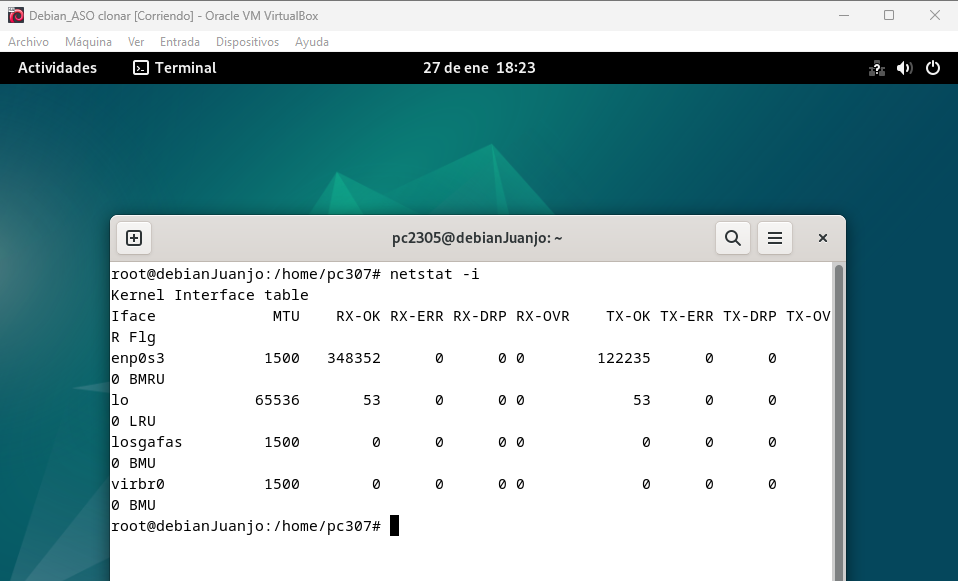 Debian_ASO clonar [Corriendo] - Oracle VM VirtualBox
Archivo Máquina Ver Entrada Dispositivos Ayuda
Actividades Terminal 27 de ene 18:23
pc2305@debianJuanjo: ~
root@debianJuanjo:/home/pc307# netstat -i
Kernel Interface table
Iface                MTU    RX-OK RX-ERR RX-DRP RX-OVR    TX-OK TX-ERR TX-DRP TX-OV
R Flg
enp0s3           1500   348352      0      0 0        122235      0      0
0 BMRU
lo              65536       53      0      0 0            53      0      0
0 LRU
losgafas         1500        0      0      0 0             0      0      0
0 BMU
virbr0           1500        0      0      0 0             0      0      0
0 BMU
root@debianJuanjo:/home/pc307#